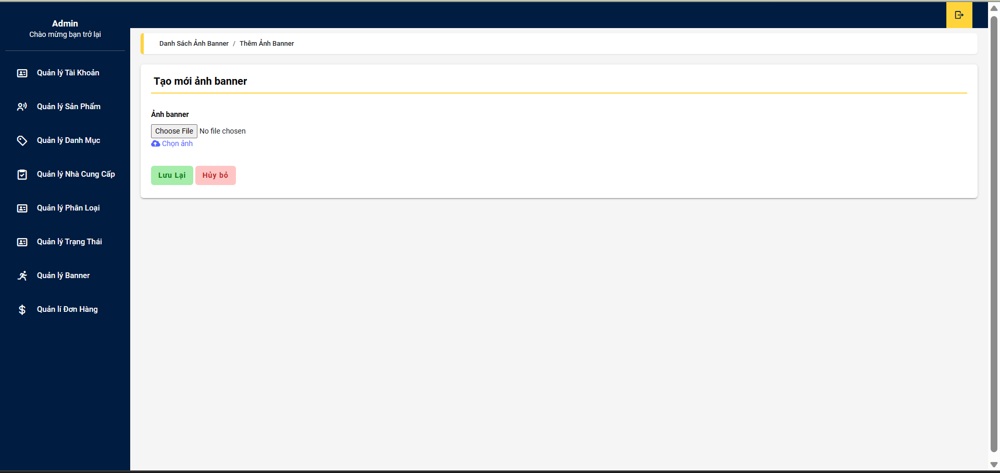 Admin
Chào mừng bạn trở lại
Quản lý Tài Khoản
Quản lý Sản Phẩm
Quản lý Danh Mục
Quản lý Nhà Cung Cấp
Quản lý Phân Loại
Quản lý Trạng Thái
Quản lý Banner
Quản lí Đơn Hàng
Danh Sách Ảnh Banner / Thêm Ảnh Banner
Tạo mới ảnh banner
Ảnh banner
Choose File No file chosen
Chọn ảnh
Lưu Lại Hủy bỏ